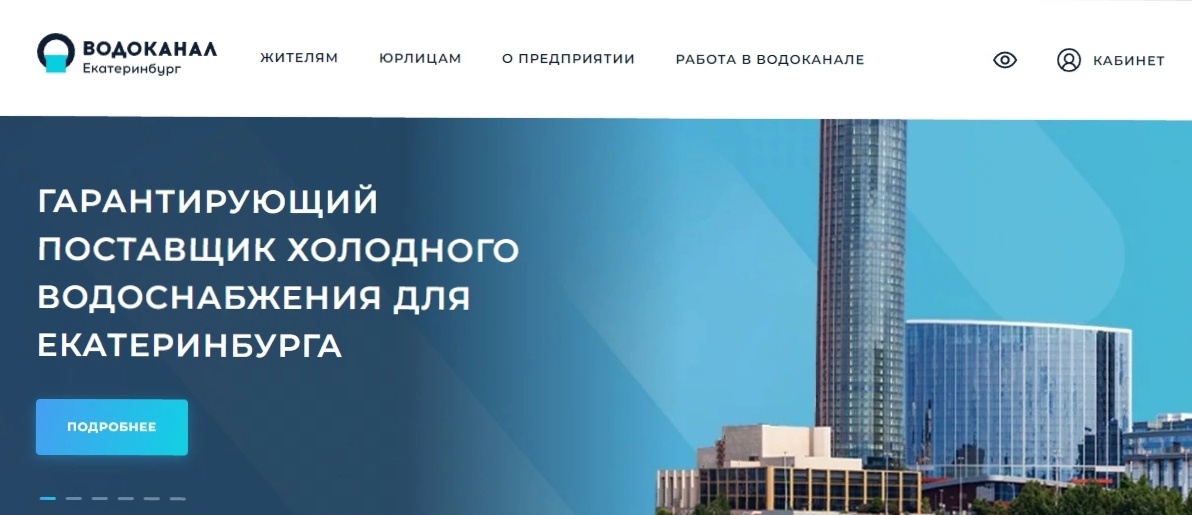 ВОДОКАНАЛ
Екатеринбург
ЖИТЕЛЯМ ЮРЛИЦАМ О ПРЕДПРИЯТИИ РАБОТА В ВОДОКАНАЛЕ КАБИНЕТ
ГАРАНТИРУЮЩИЙ
ПОСТАВЩИК ХОЛОДНОГО
ВОДОСНАБЖЕНИЯ ДЛЯ
ЕКАТЕРИНБУРГА
ПОДРОБНЕЕ